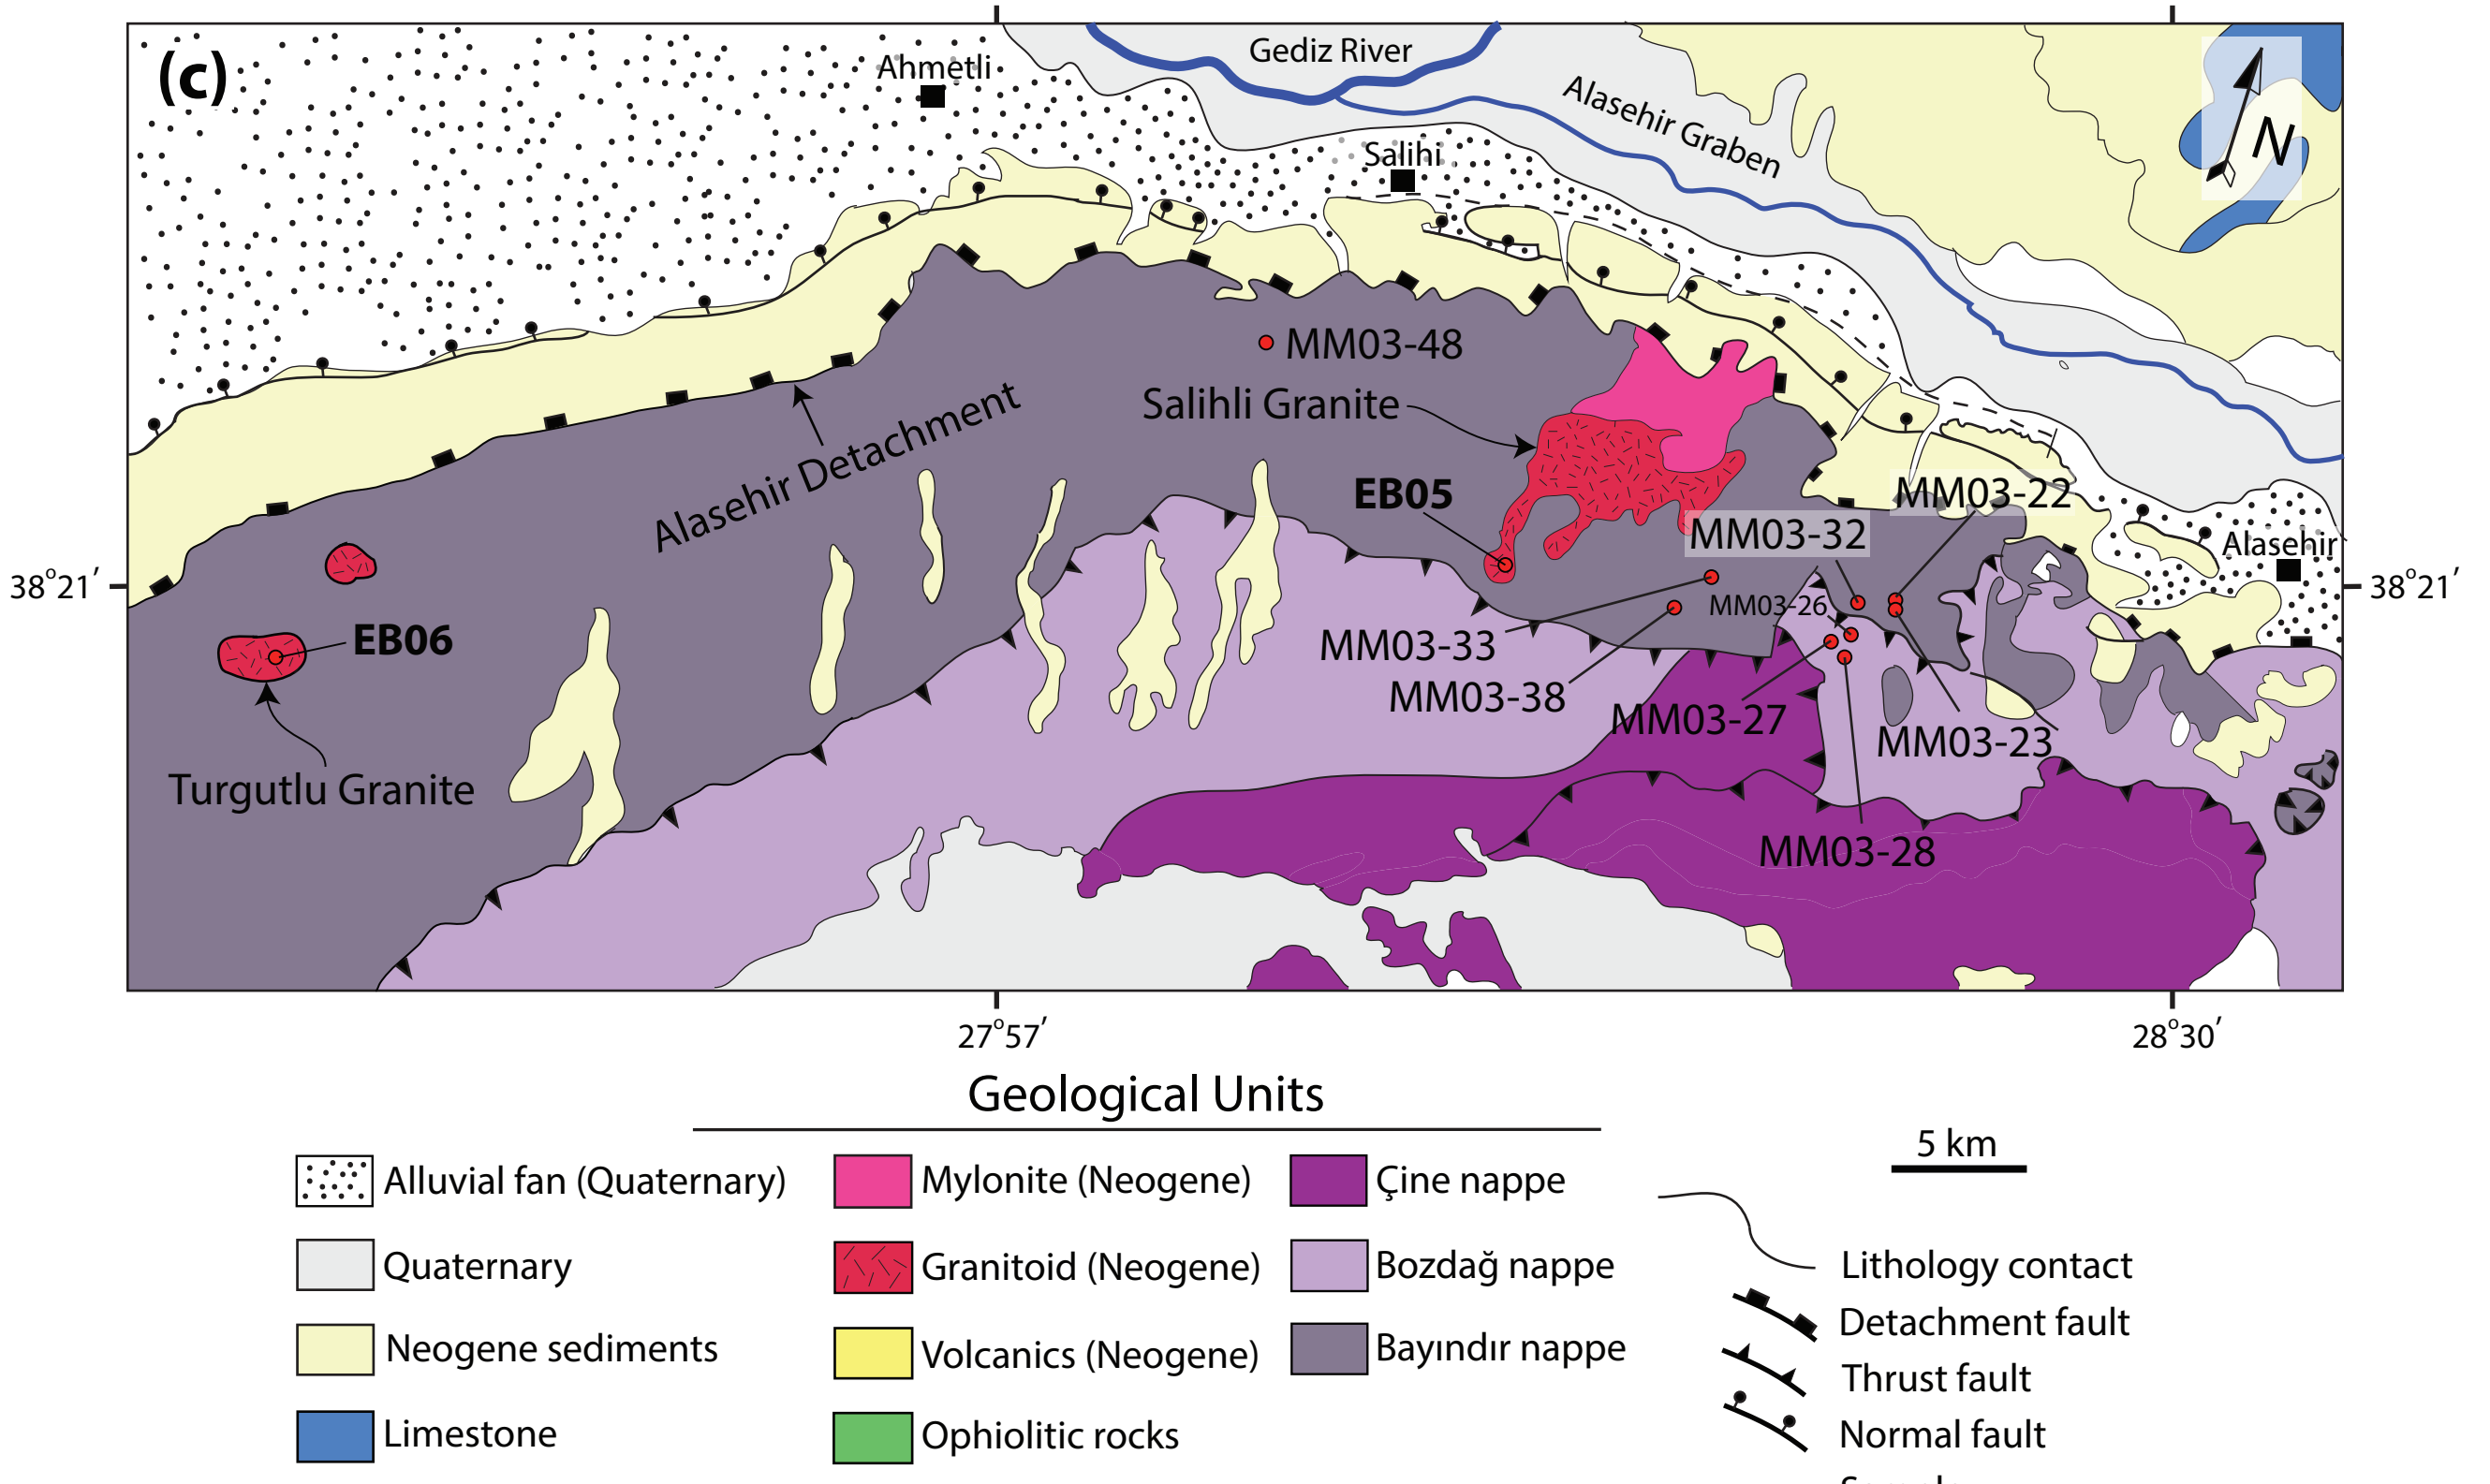 (c)
Ahmetli
Gediz River
Alasehir Graben
N
Salihi
MM03-48
Salihli Granite
Alasehir Detachment
EB05
MM03-22
MM03-32
Alasehir
38°21′
38°21′
MM03-26
EB06
MM03-33
MM03-38
MM03-27
MM03-23
Turgutlu Granite
MM03-28
27°57′
28°30′
Geological Units
5 km
Alluvial fan (Quaternary)
Mylonite (Neogene)
Çine nappe
Quaternary
Granitoid (Neogene)
Bozdağ nappe
Lithology contact
Neogene sediments
Volcanics (Neogene)
Bayındır nappe
Detachment fault
Thrust fault
Limestone
Ophiolitic rocks
Normal fault